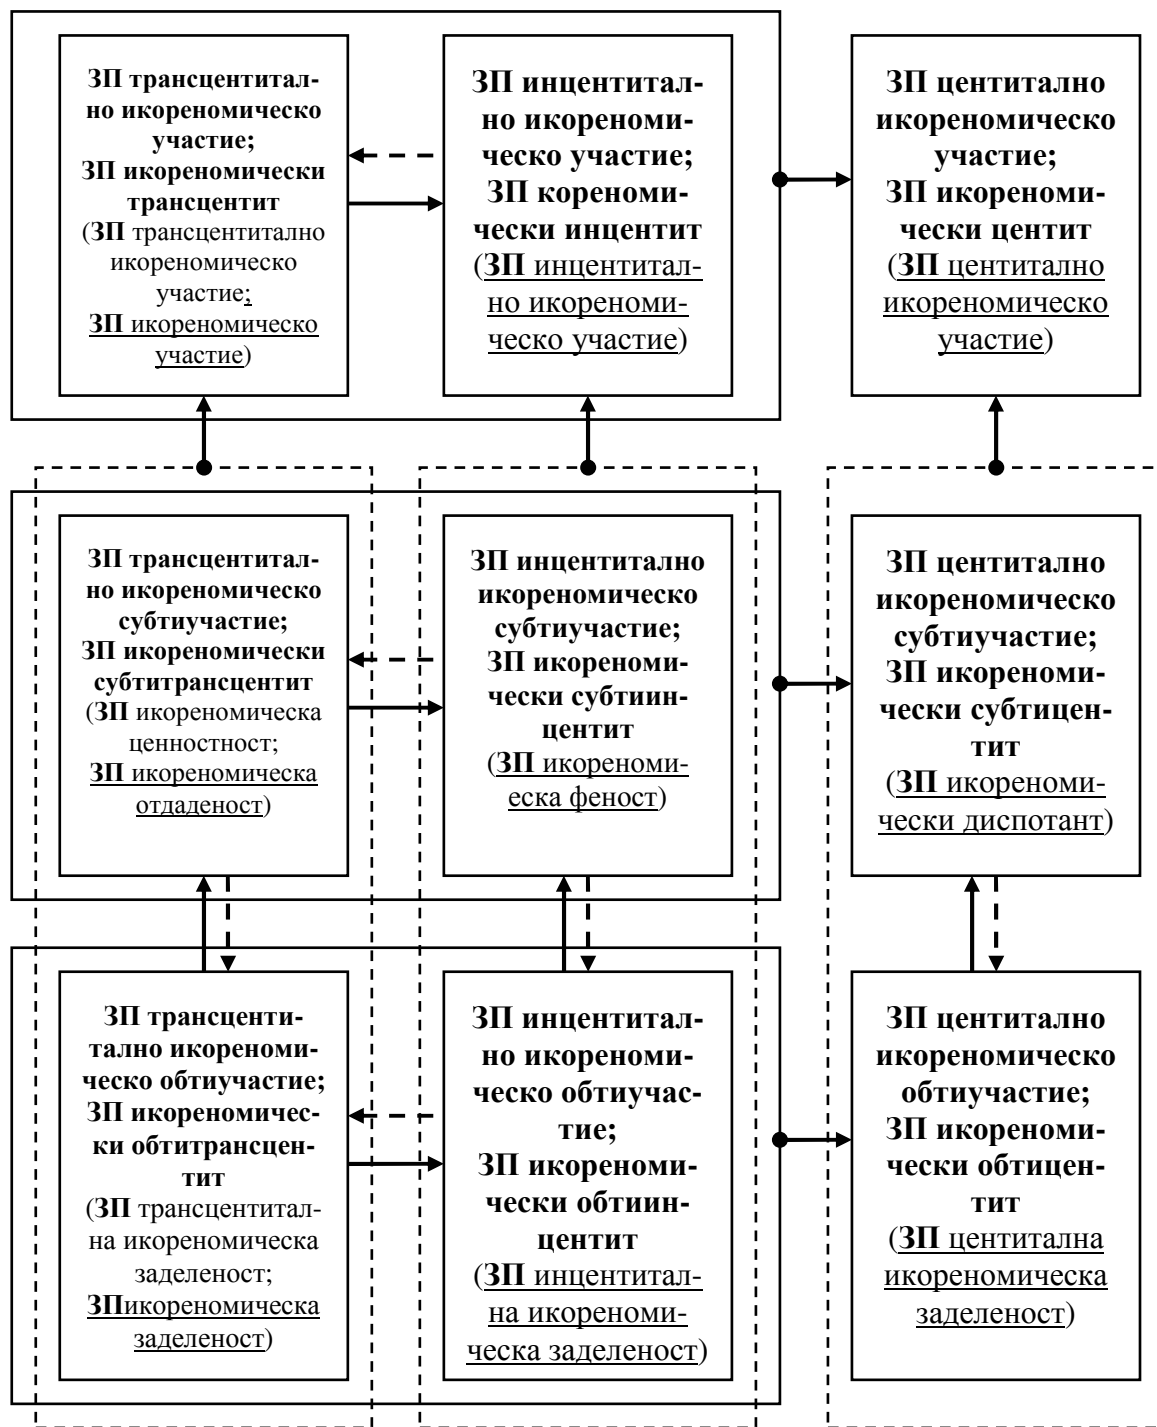 ЗП трансцентитал-
но икореномическо
участие;
ЗП икореномически
трансцентит
(ЗП трансцентитално
икореномическо
участие;
ЗП икореномическо
участие)
ЗП инцентитал-
но икореноми-
ческо участие;
ЗП кореноми-
чески инцентит
(ЗП инцентитал-
но икореноми-
ческо участие)
ЗП центитално
икореномическо
участие;
ЗП икореноми-
чески центит
(ЗП центитално
икореномическо
участие)
ЗП трансцентитал-
но икореномическо
субтиучастие;
ЗП икореномически
субтитрансцентит
(ЗП икореномическа
ценностност;
ЗП икореномическа
отдаденост)
ЗП инцентитално
икореномическо
субтиучастие;
ЗП икореноми-
чески субтиин-
центит
(ЗП икореноми-
еска феност)
ЗП центитално
икореномическо
субтиучастие;
ЗП икореноми-
чески субтицен-
тит
(ЗП икореноми-
чески диспотант)
ЗП трансценти-
тално икореноми-
ческо обтиучастие;
ЗП икореномичес-
ки обтитрансцен-
тит
(ЗП трансцентитал-
на икореномическа
заделеност;
ЗПикореномическа
заделеност)
ЗП инцентитал-
но икореноми-
ческо обтиучас-
тие;
ЗП икореноми-
чески обтиин-
центит
(ЗП инцентитал-
на икореноми-
ческа заделеност)
ЗП центитално
икореномическо
обтиучастие;
ЗП икореноми-
чески обтицен-
тит
(ЗП центитална
икореномическа
заделеност)